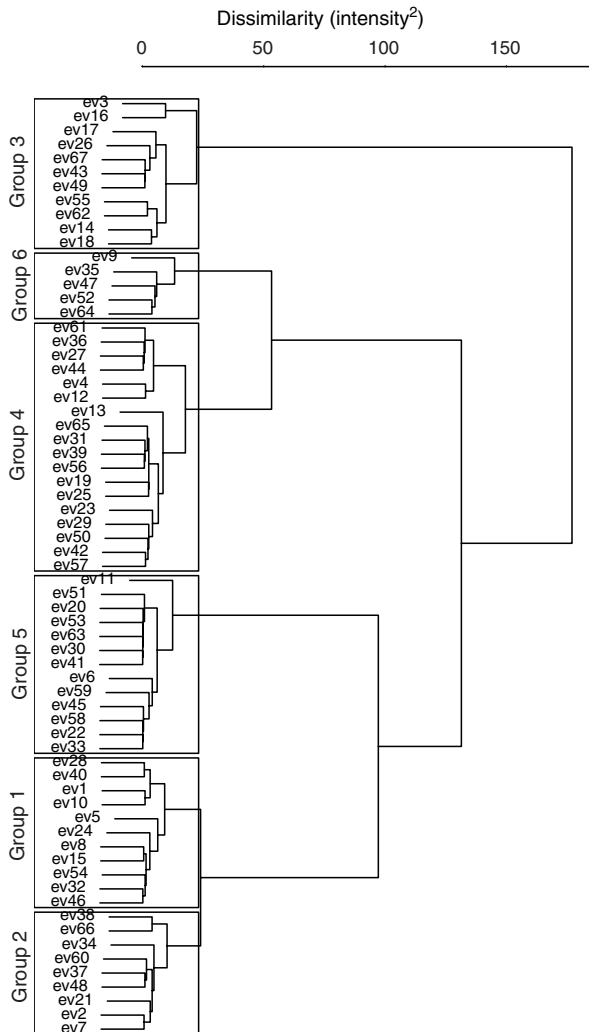 Dissimilarity (intensity²)
0 50 100 150
Group 3
ev3
ev16
ev17
ev26
ev67
ev43
ev49
ev55
ev62
ev14
ev18
Group 6
ev9
ev35
ev47
ev52
ev64
Group 4
ev61
ev36
ev27
ev44
ev4
ev12
ev13
ev65
ev31
ev39
ev56
ev19
ev25
ev23
ev29
ev50
ev42
ev57
Group 5
ev11
ev51
ev20
ev53
ev63
ev30
ev41
ev6
ev59
ev45
ev58
ev22
ev33
Group 1
ev28
ev40
ev1
ev10
ev5
ev24
ev8
ev15
ev54
ev32
ev46
Group 2
ev38
ev66
ev34
ev60
ev37
ev48
ev21
ev2
ev7